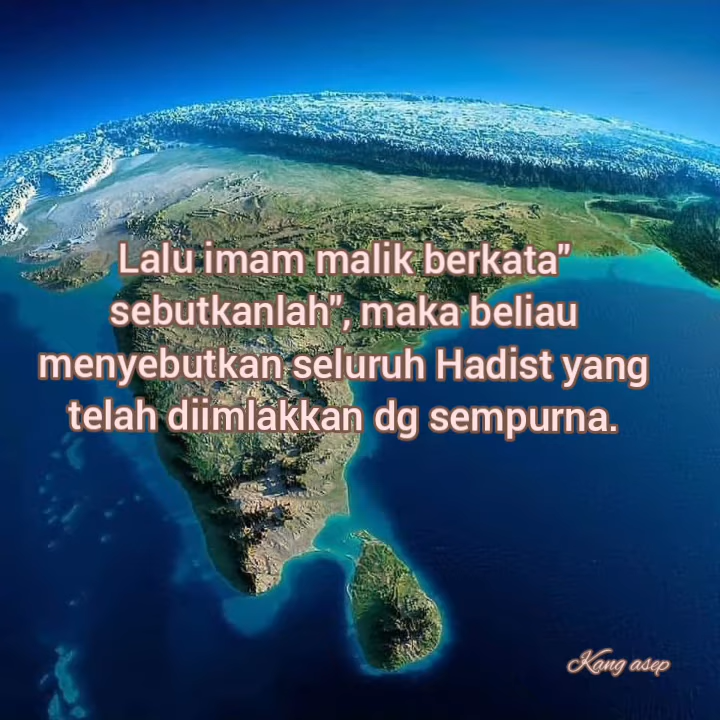 Lalu imam malik berkata"
sebutkanlah", maka beliau
menyebutkan seluruh Hadist yang
telah diimlakkan dg sempurna.
Kang asep